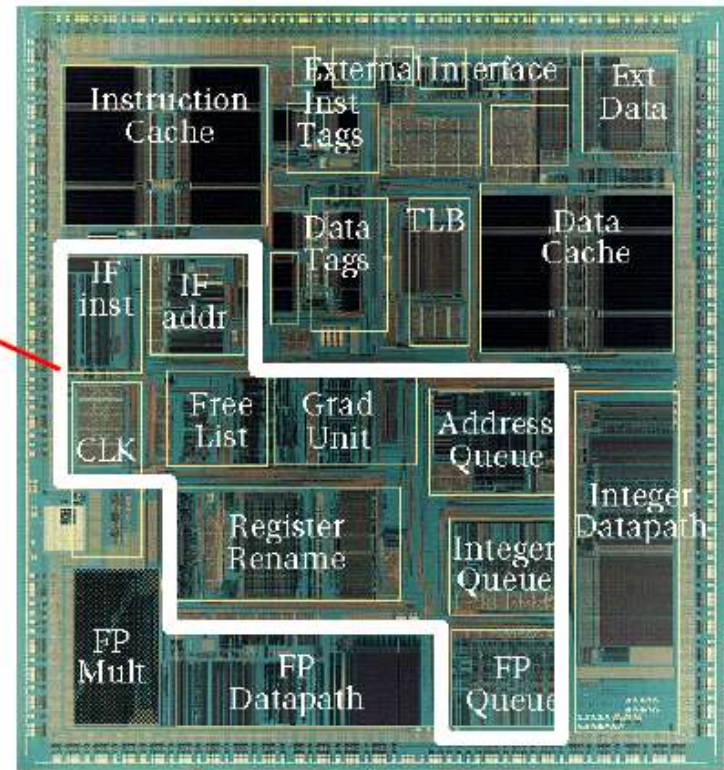 External Interface
Instruction
Cache
Inst
Tags
Ext
Data
Data
Tags
TLB
Data
Cache
IF
inst
IF
addr
CLK
Free
List
Grad
Unit
Address
Queue
Integer
Datapath
Register
Rename
Integer
Queue
FP
Mult
FP
Datapath
FP
Queue